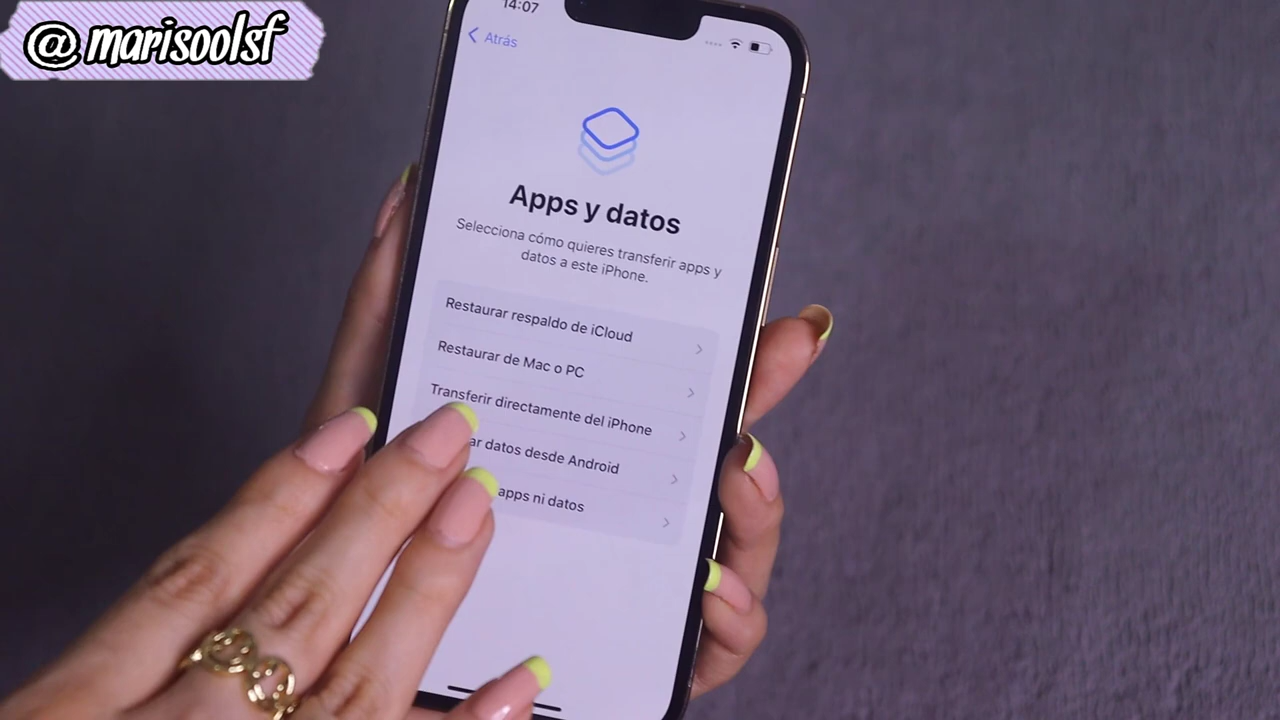 @marisoolsf
14:07
Atrás
Apps y datos
Selecciona cómo quieres transferir apps y
datos a este iPhone.
Restaurar respaldo de iCloud
Restaurar de Mac o PC
Transferir directamente del iPhone
datos desde Android
apps ni datos